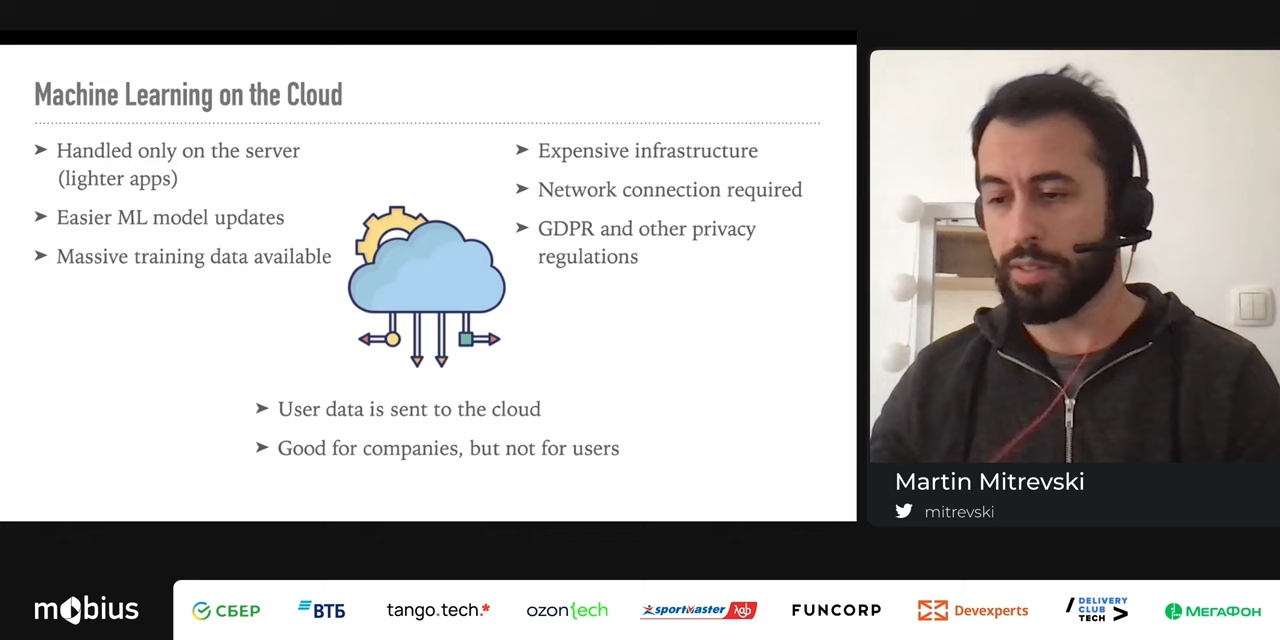 Machine Learning on the Cloud
➤ Handled only on the server
(lighter apps)
➤ Easier ML model updates
➤ Massive training data available
➤ Expensive infrastructure
➤ Network connection required
➤ GDPR and other privacy
regulations
➤ User data is sent to the cloud
➤ Good for companies, but not for users
Martin Mitrevski
mitrevski
mobius
СБЕР
ВТБ
tango.tech.*
ozon{tech
sportmaster lab
FUNCORP
Devexperts
/ DELIVERY
CLUB
TECH >
МЕГАФОН